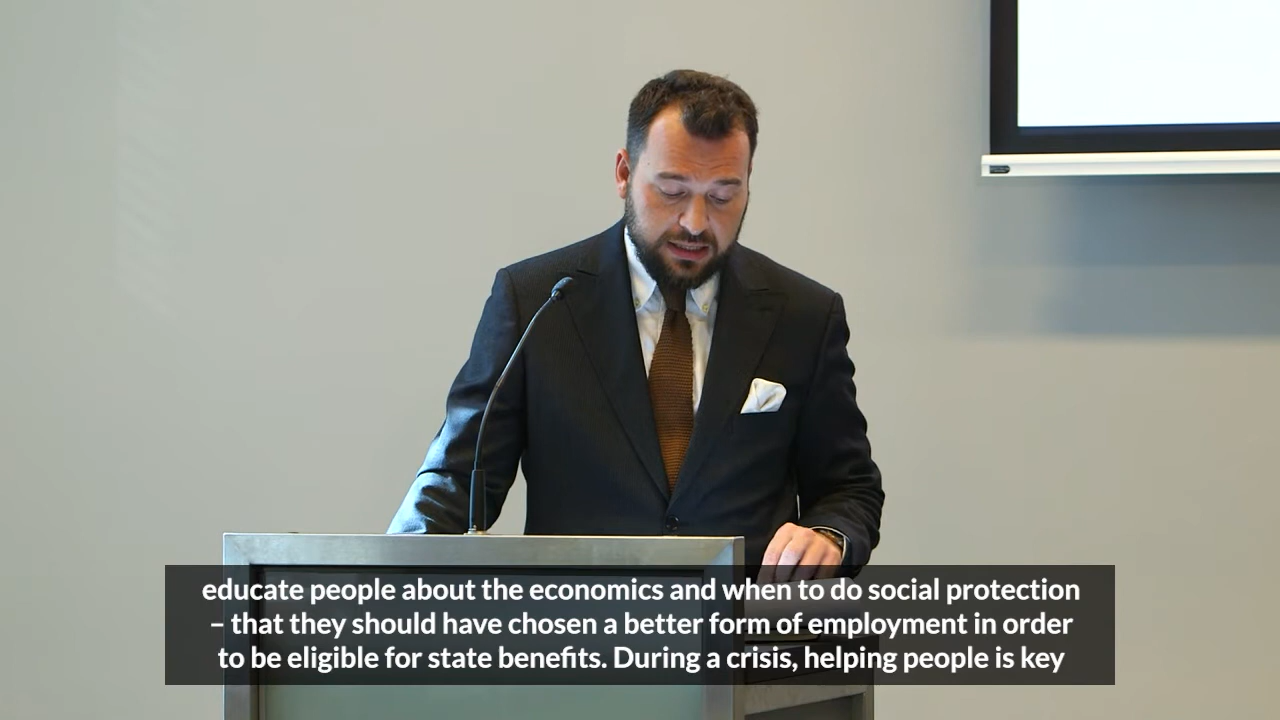 educate people about the economics and when to do social protection
– that they should have chosen a better form of employment in order
to be eligible for state benefits. During a crisis, helping people is key